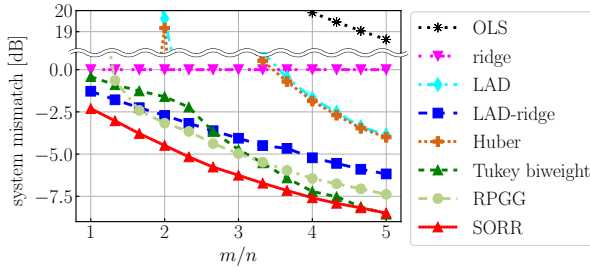 20
19
0.0
−2.5
−5.0
−7.5
system mismatch [dB]
1
2
3
4
5
m/n
OLS
ridge
LAD
LAD-ridge
Huber
Tukey biweight
RPGG
SORR